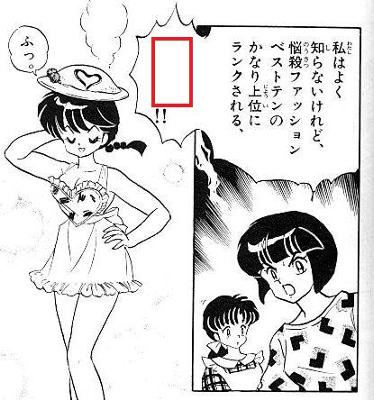 私はよく
知らないけれど、
悩殺ファッション
ベストテンの
かなり上位に
ランクされる、
!!
ふっ。